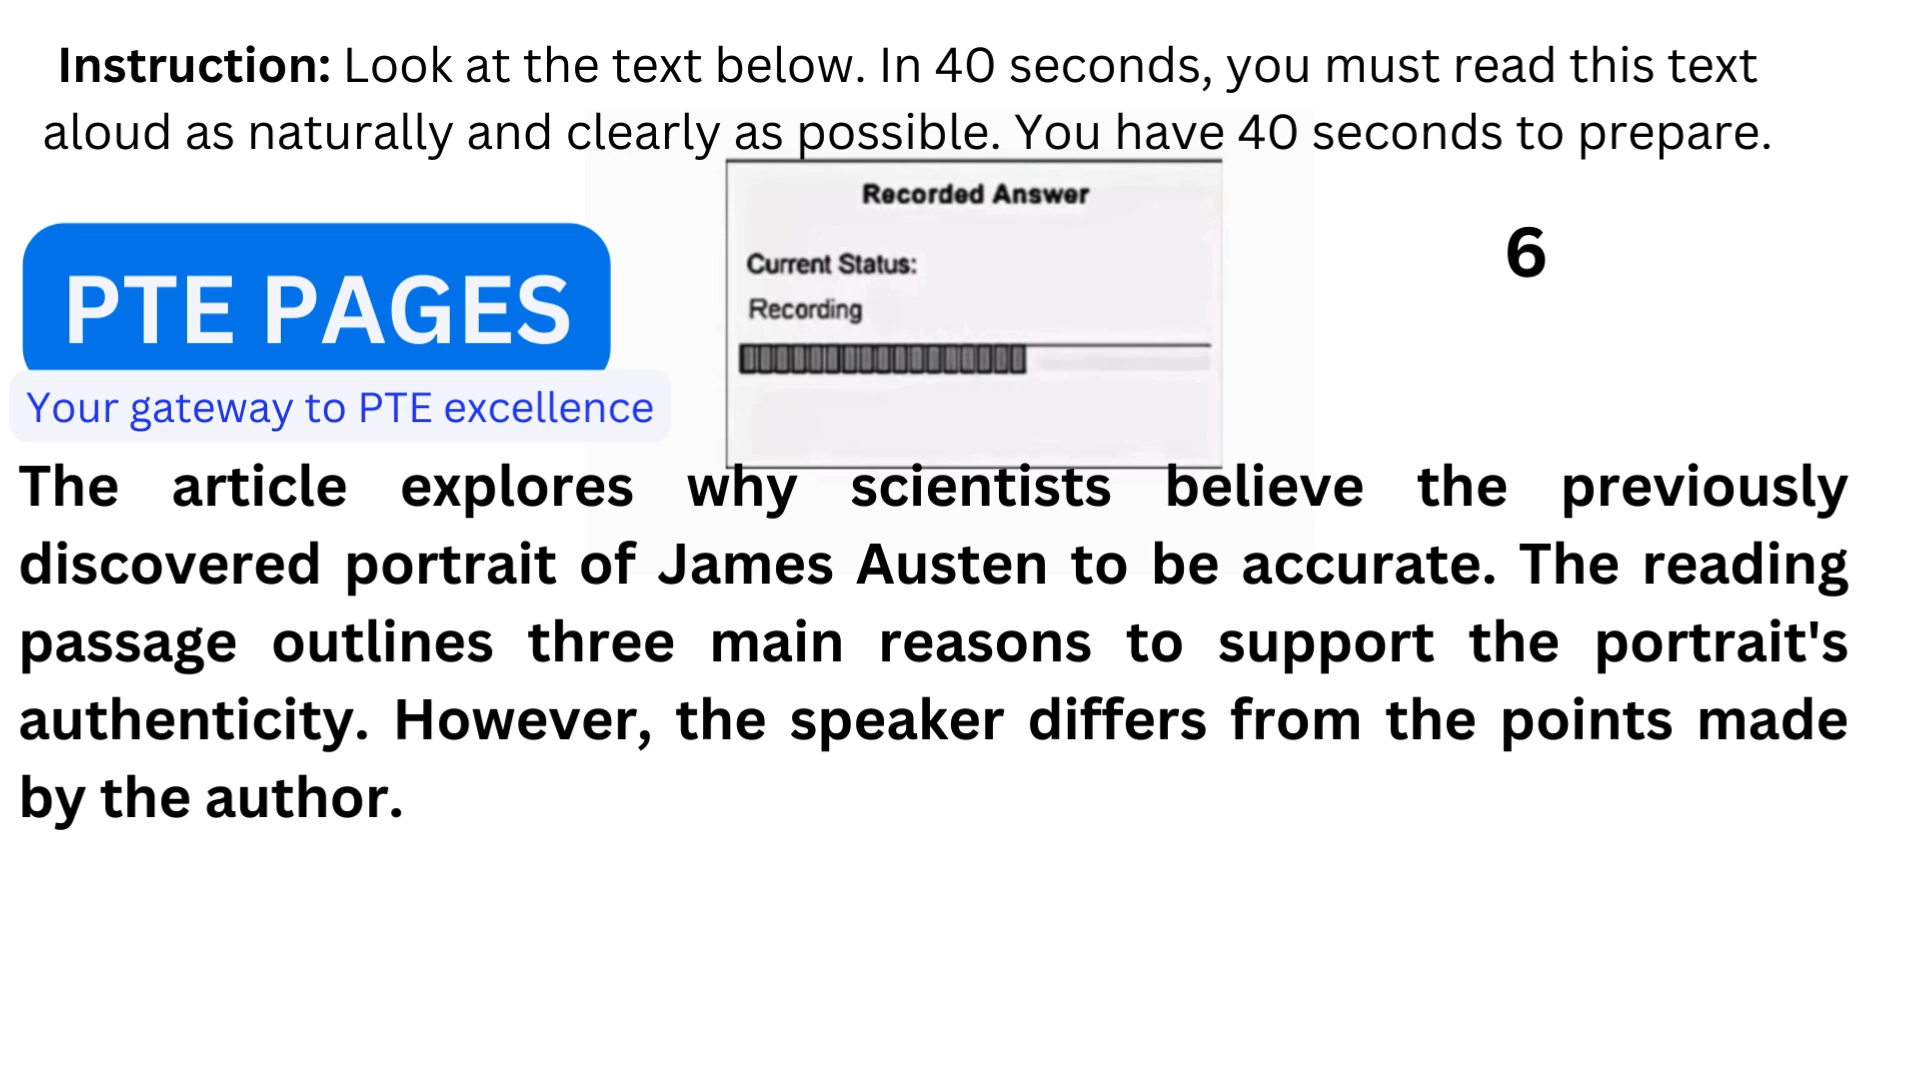 Instruction: Look at the text below. In 40 seconds, you must read this text
aloud as naturally and clearly as possible. You have 40 seconds to prepare.
Recorded Answer
Current Status:
Recording
6
PTE PAGES
Your gateway to PTE excellence
The article explores why scientists believe the previously
discovered portrait of James Austen to be accurate. The reading
passage outlines three main reasons to support the portrait's
authenticity. However, the speaker differs from the points made
by the author.